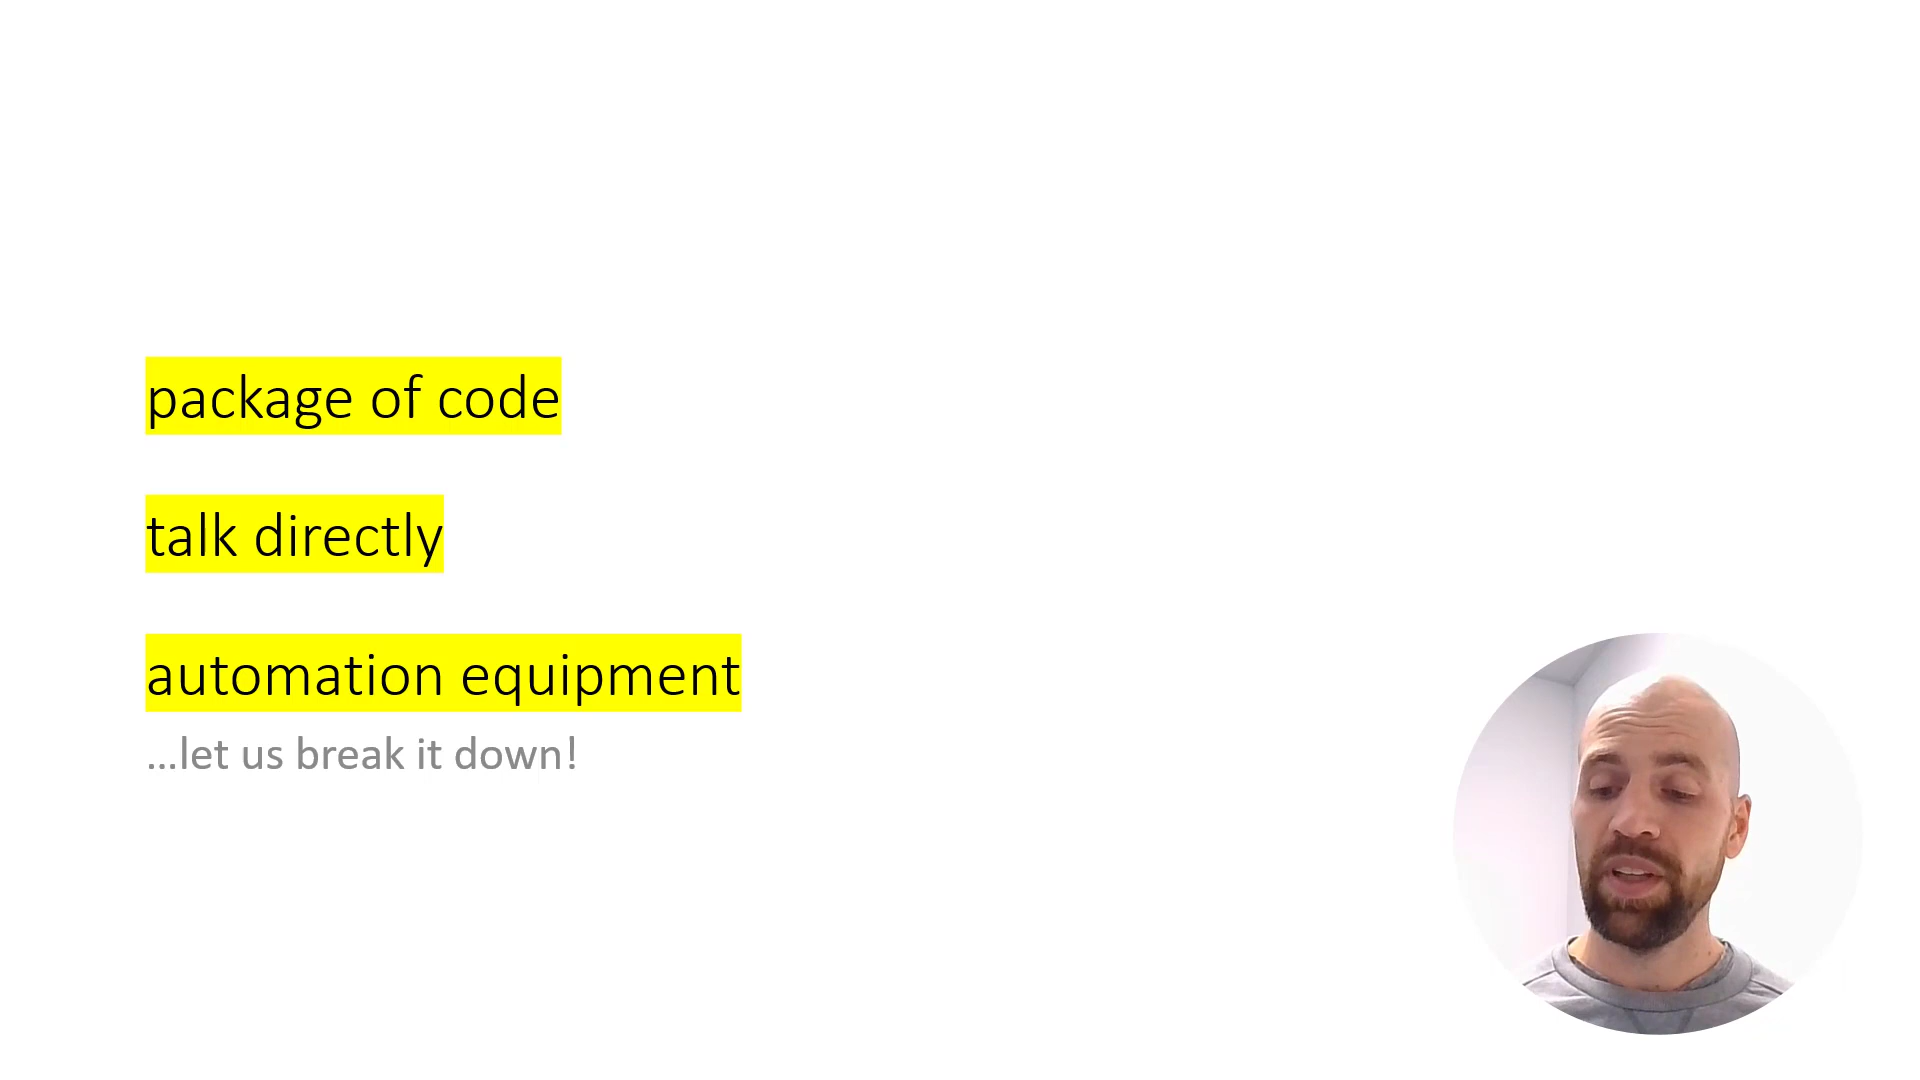 package of code
talk directly
automation equipment
...let us break it down!